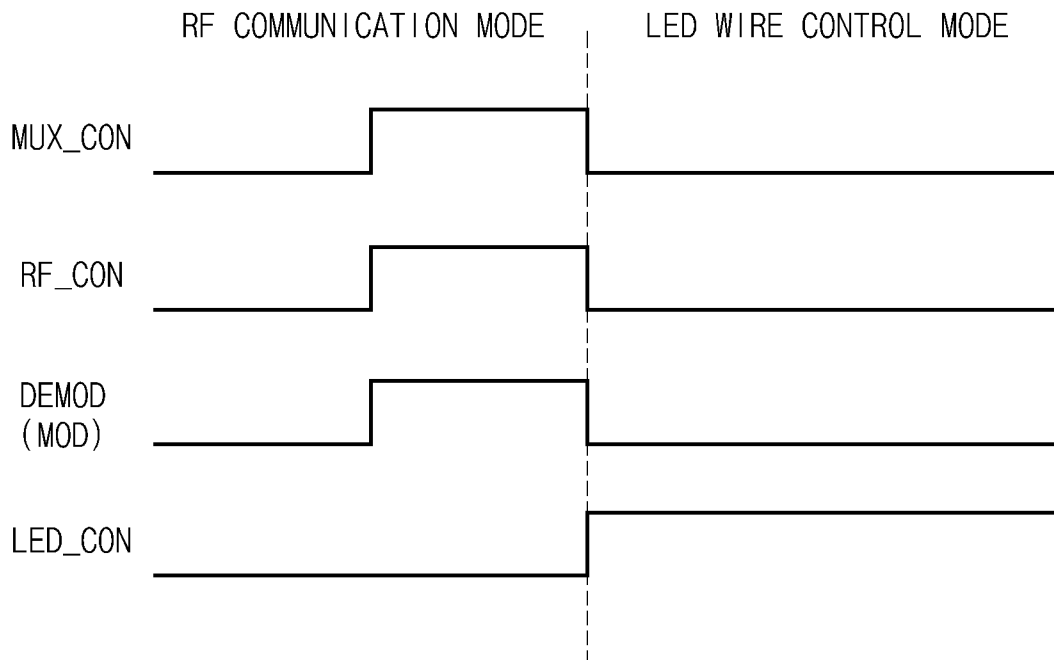 RF COMMUNICATION MODE
LED WIRE CONTROL MODE
MUX_CON
RF_CON
DEMOD
(MOD)
LED_CON